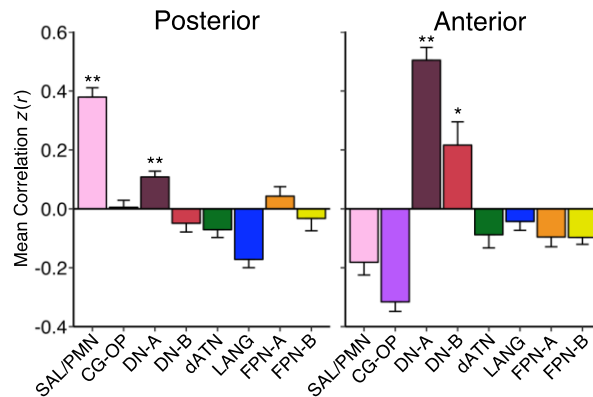 Posterior
Anterior
Mean Correlation z(r)
0.6
0.4
0.2
0.0
-0.2
-0.4
**
**
**
*
SAL/PMN
CG-OP
DN-A
DN-B
dATN
LANG
FPN-A
FPN-B
SAL/PMN
CG-OP
DN-A
DN-B
dATN
LANG
FPN-A
FPN-B